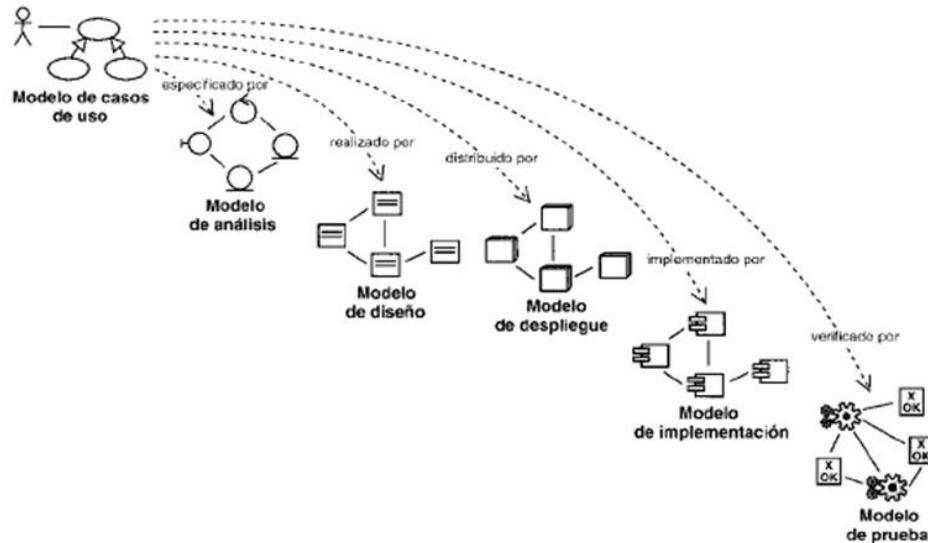 Modelo de casos
de uso
especificado por
Modelo
de análisis
realizado por
Modelo
de diseño
distribuido por
Modelo
de despliegue
implementado por
Modelo
de implementación
verificado por
X
OK
X
OK
X
OK
Modelo
de prueba